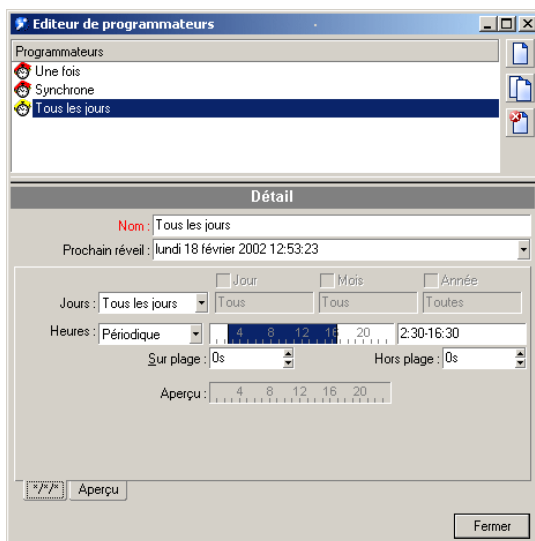 Editeur de programmateurs
Programmateurs
Une fois
Synchrone
Tous les jours
Détail
Nom : Tous les jours
Prochain réveil : lundi 18 février 2002 12:53:23
Jour Mois Année
Jours : Tous les jours Tous Tous Toutes
Heures : Périodique 4 8 12 16 20 2:30-16:30
Sur plage : 0s Hors plage : 0s
Aperçu : 4 8 12 16 20
*/*/* Aperçu
Fermer